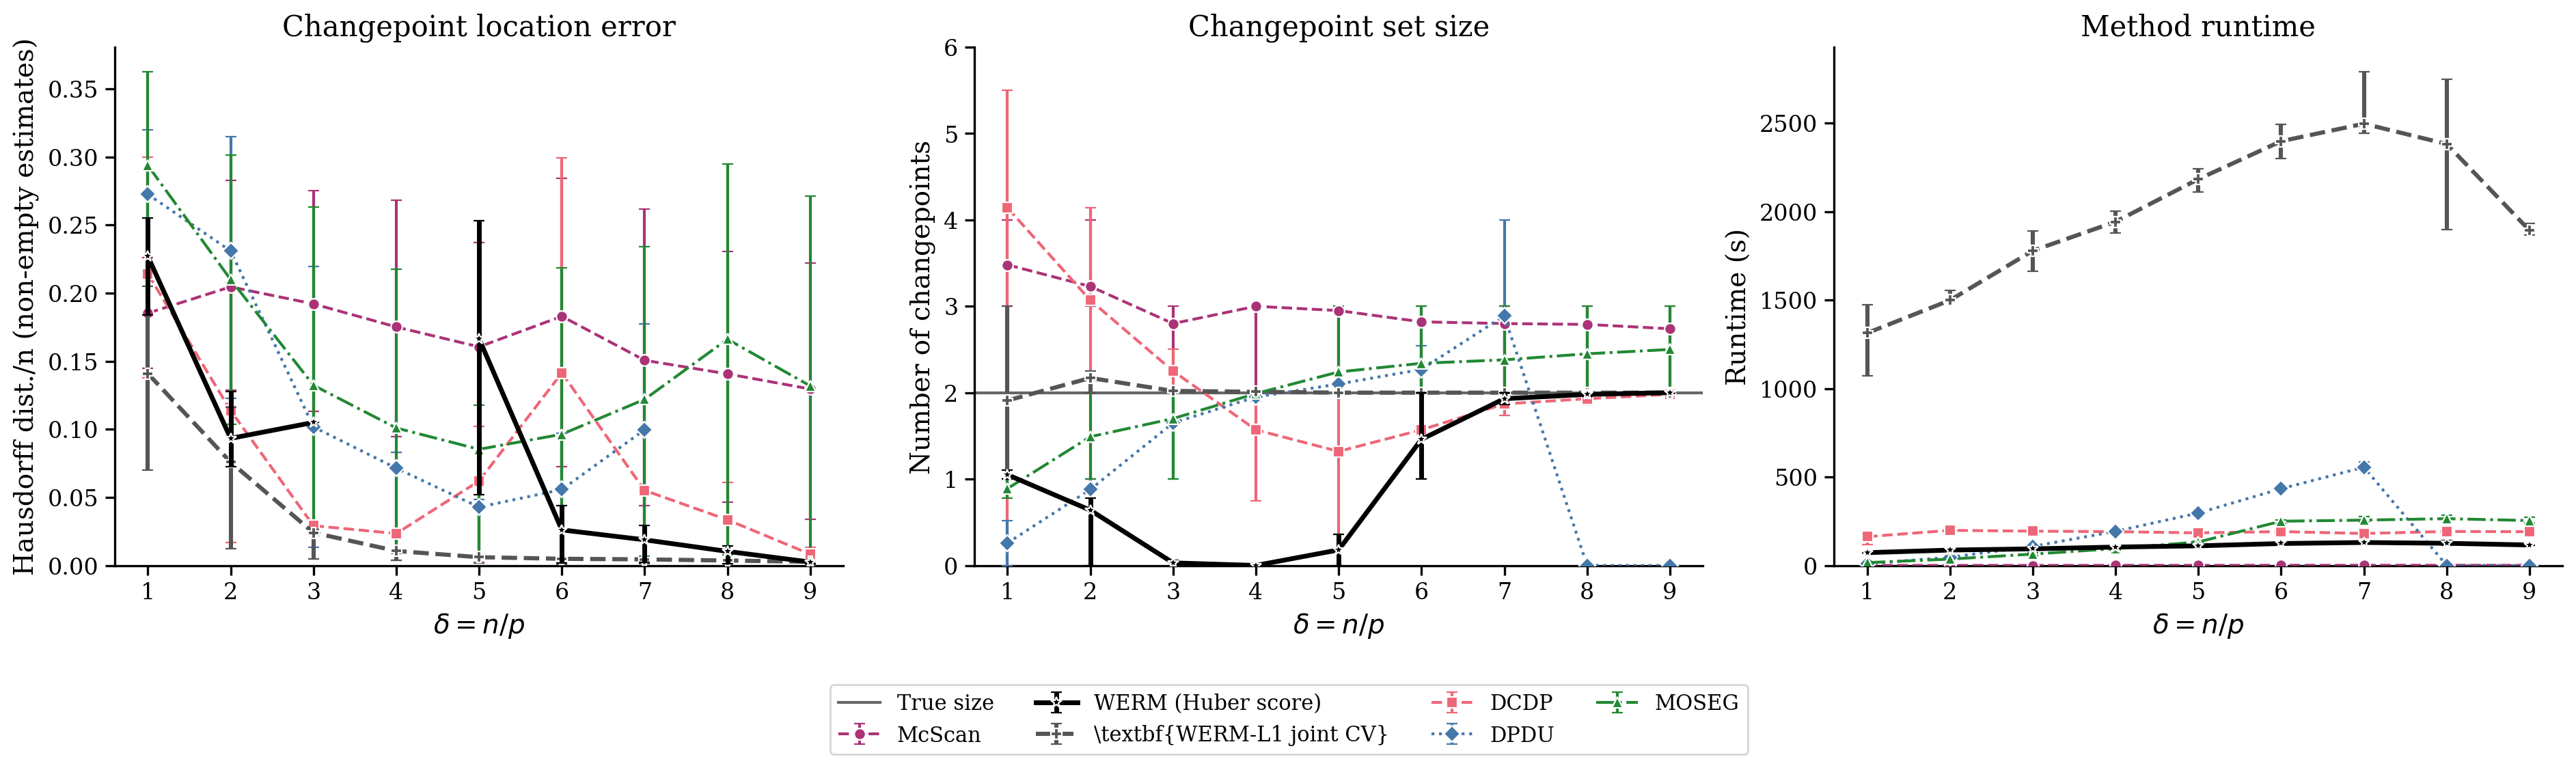 Changepoint location error
Changepoint set size
Method runtime
Hausdorff dist./n (non-empty estimates)
0.35
0.30
0.25
0.20
0.15
0.10
0.05
0.00
1 2 3 4 5 6 7 8 9
δ = n/p
Number of changepoints
6
5
4
3
2
1
0
1 2 3 4 5 6 7 8 9
δ = n/p
Runtime (s)
2500
2000
1500
1000
500
0
1 2 3 4 5 6 7 8 9
δ = n/p
True size
McScan
WERM (Huber score)
\textbf{WERM-L1 joint CV}
DCDP
DPDU
MOSEG